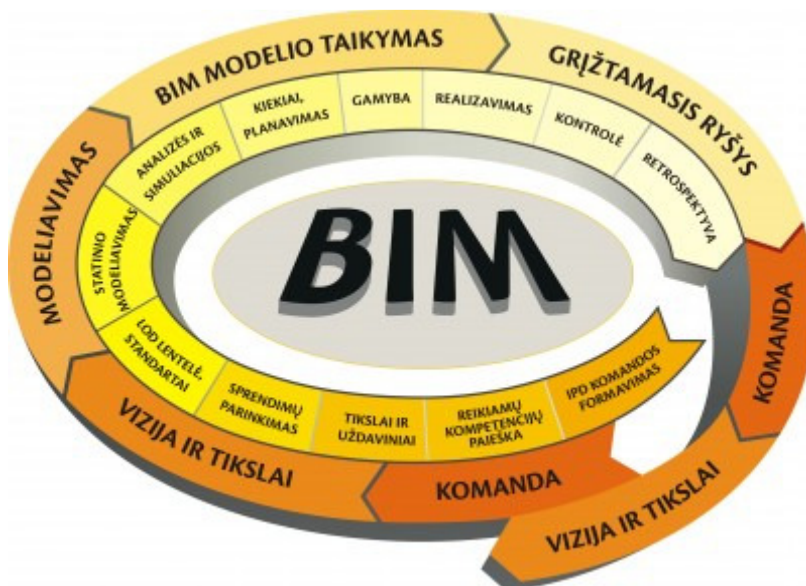 BIM MODELIO TAIKYMAS
GRĮŽTAMASIS RYŠYS
KOMANDA
VIZIJA IR TIKSLAI
KOMANDA
VIZIJA IR TIKSLAI
MODELIAVIMAS
IPD KOMANDOS
FORMAVIMAS
REIKIAMŲ
KOMPETENCIJŲ
PAIEŠKA
TIKSLAI IR
UŽDAVINIAI
SPRENDIMŲ
PARINKIMAS
LOD LENTELĖ,
STANDARTAI
STATINIO
MODELIAVIMAS
ANALIZĖS IR
SIMULIACIJOS
KIEKIAI,
PLANAVIMAS
GAMYBA
REALIZAVIMAS
KONTROLĖ
RETROSPEKTYVA
BIM